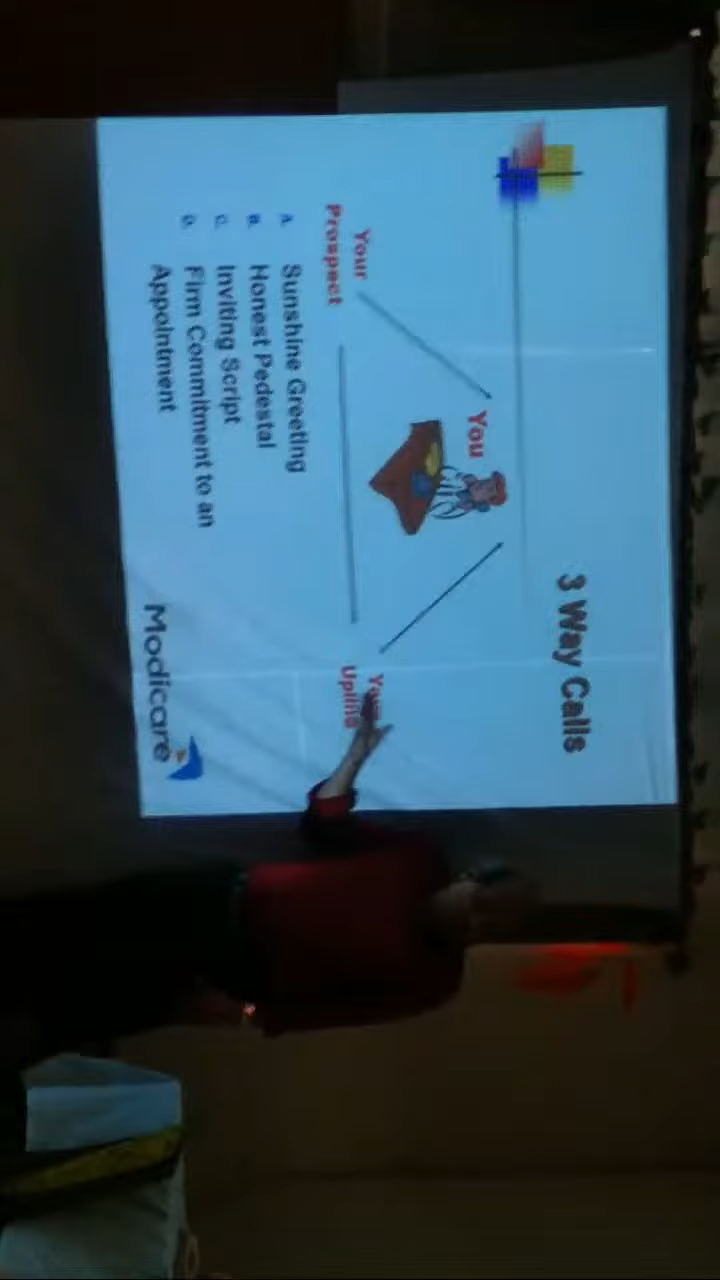 3 Way Calls
You
Your
Prospect
Your
Upline
A. Sunshine Greeting
B. Honest Pedestal
C. Inviting Script
D. Firm Commitment to an
Appointment
Modicare